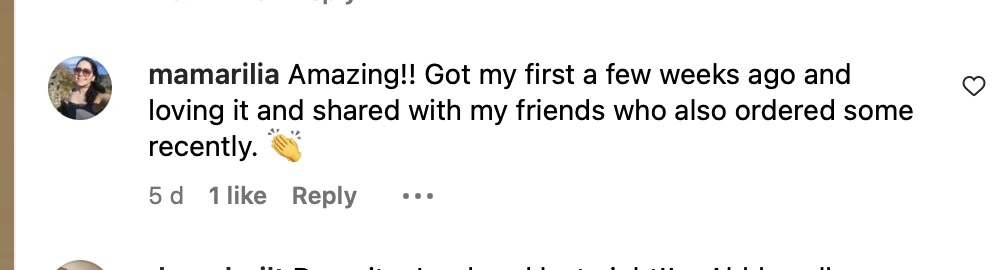 mamarilia Amazing!! Got my first a few weeks ago and
loving it and shared with my friends who also ordered some
recently. 👏
5 d 1 like Reply •••